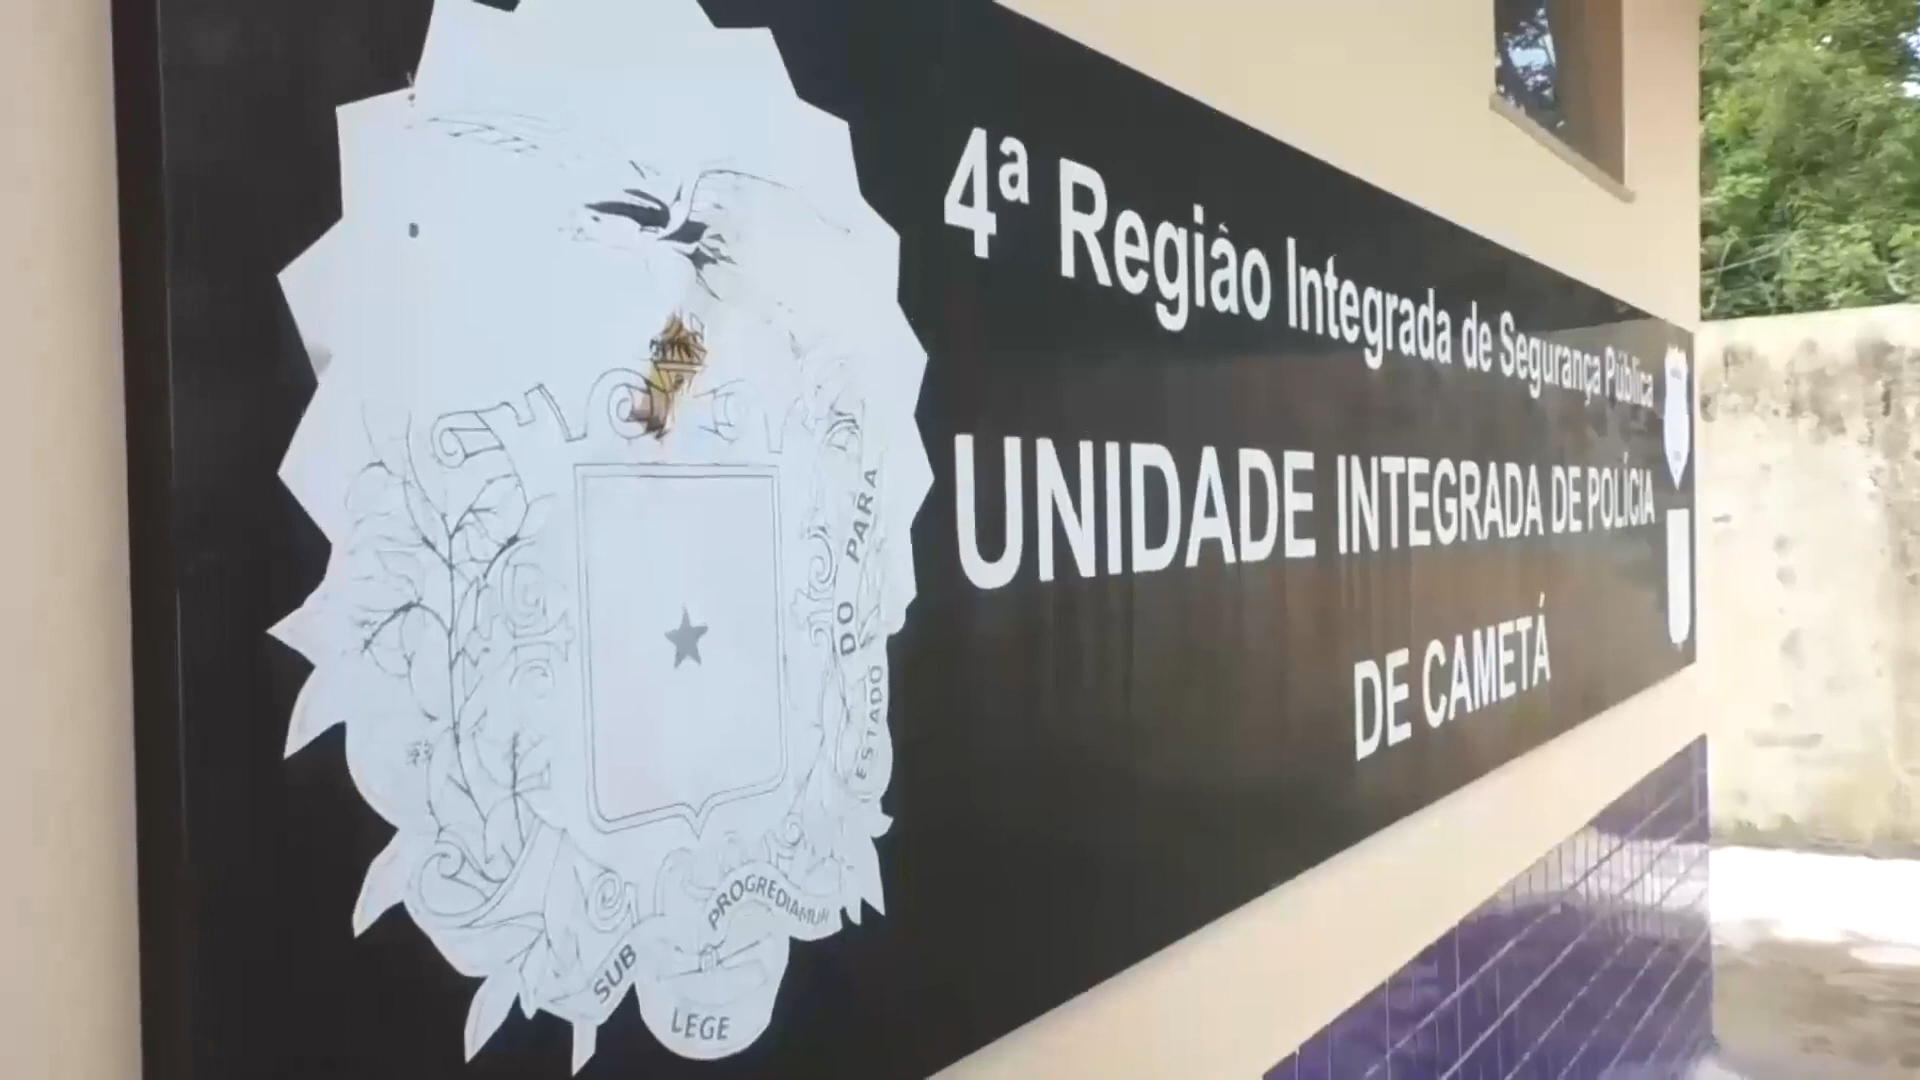 4ª Região Integrada de Segurança Pública
UNIDADE INTEGRADA DE POLÍCIA
DE CAMETÁ
ESTADO DO PARÁ
SUB LEGE PROGREDIAMUR